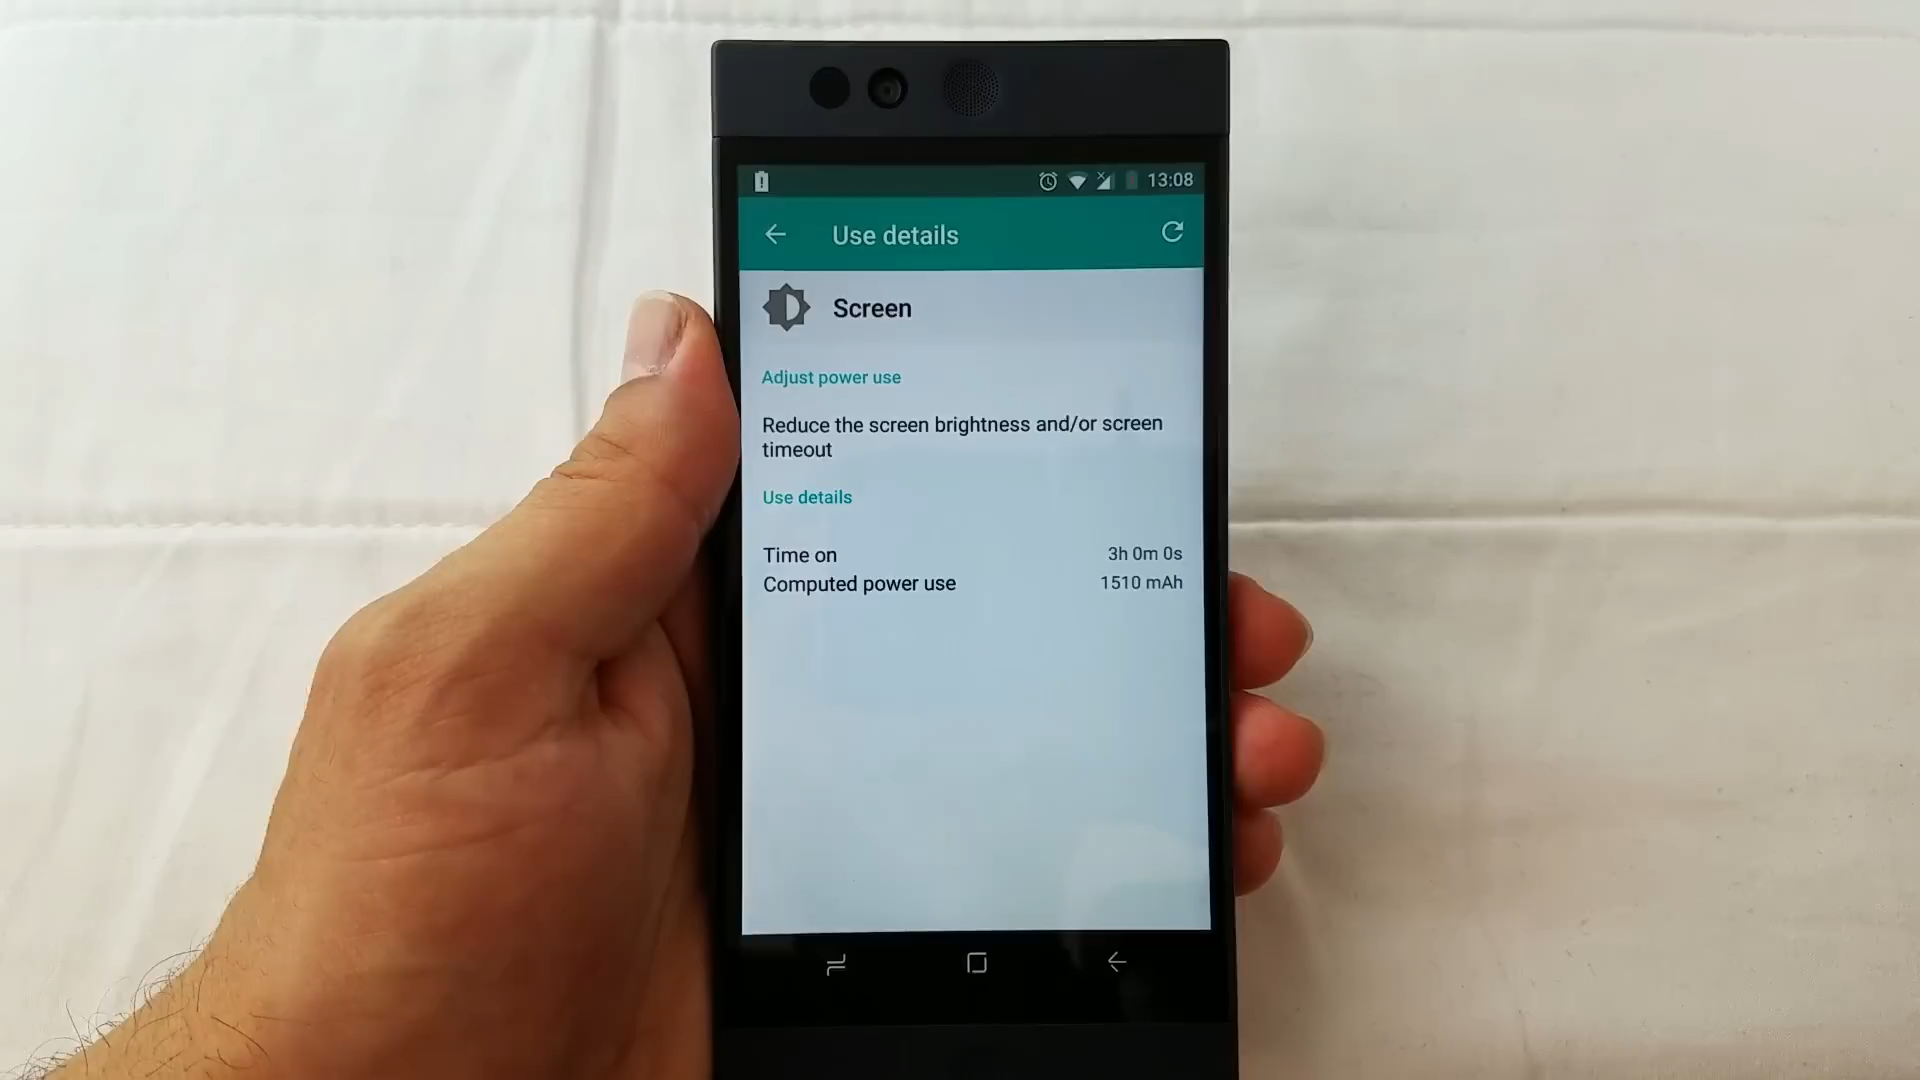 13:08
Use details
Screen
Adjust power use
Reduce the screen brightness and/or screen
timeout
Use details
Time on 3h 0m 0s
Computed power use 1510 mAh